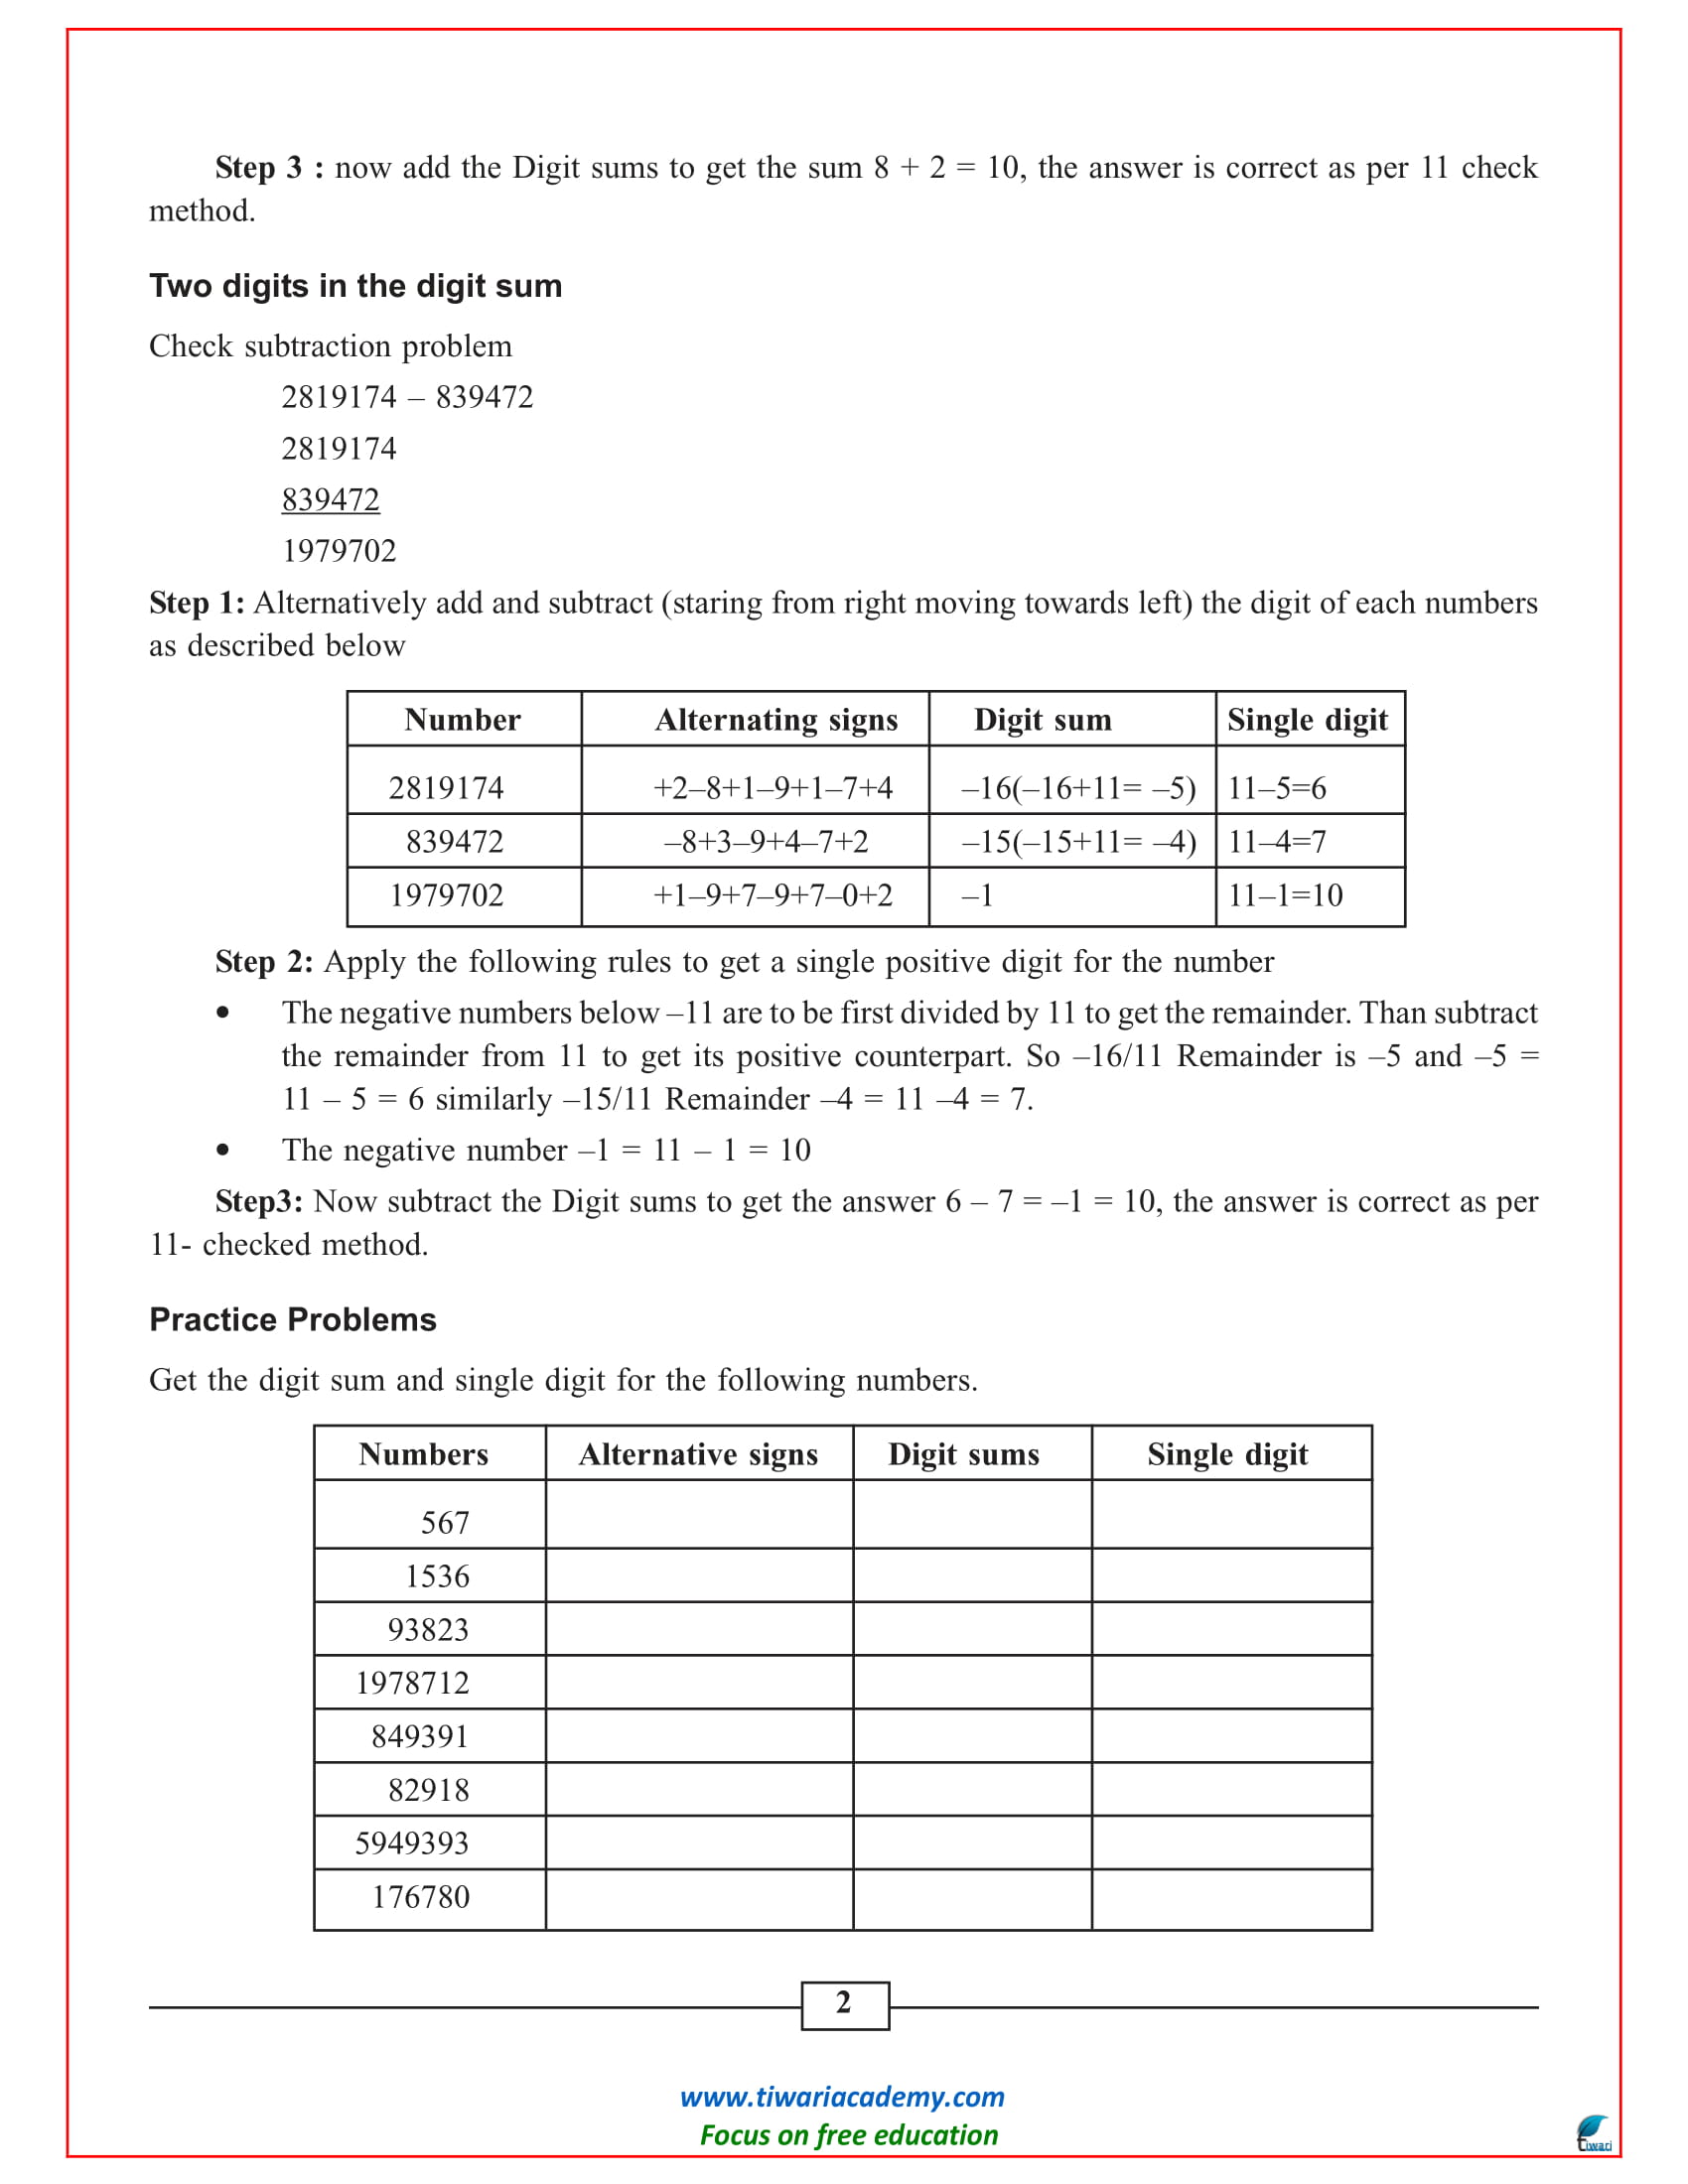 Step 3 : now add the Digit sums to get the sum 8 + 2 = 10, the answer is correct as per 11 check
method.
Two digits in the digit sum
Check subtraction problem
2819174 – 839472
2819174
839472
1979702
Step 1: Alternatively add and subtract (staring from right moving towards left) the digit of each numbers
as described below
Number Alternating signs Digit sum Single digit
2819174 +2–8+1–9+1–7+4 –16(–16+11= –5) 11–5=6
839472 –8+3–9+4–7+2 –15(–15+11= –4) 11–4=7
1979702 +1–9+7–9+7–0+2 –1 11–1=10
Step 2: Apply the following rules to get a single positive digit for the number
• The negative numbers below –11 are to be first divided by 11 to get the remainder. Than subtract
the remainder from 11 to get its positive counterpart. So –16/11 Remainder is –5 and –5 =
11 – 5 = 6 similarly –15/11 Remainder –4 = 11 –4 = 7.
• The negative number –1 = 11 – 1 = 10
Step3: Now subtract the Digit sums to get the answer 6 – 7 = –1 = 10, the answer is correct as per
11- checked method.
Practice Problems
Get the digit sum and single digit for the following numbers.
Numbers Alternative signs Digit sums Single digit
567
1536
93823
1978712
849391
82918
5949393
176780
2
www.tiwariacademy.com
Focus on free education
Tiwari